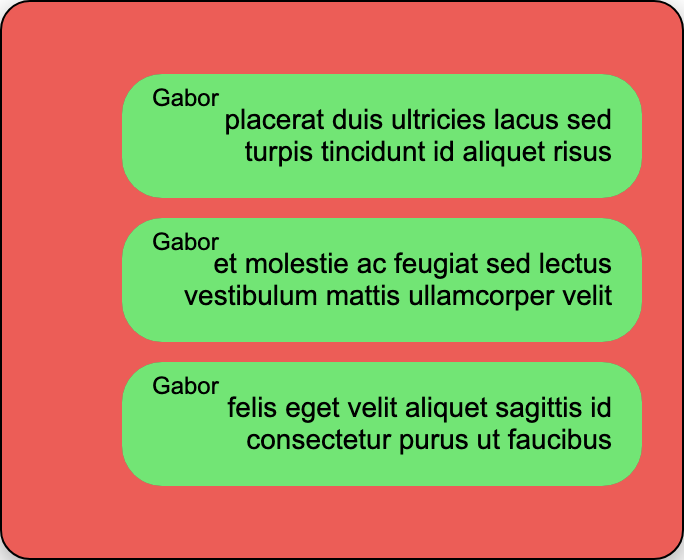 Gabor
placerat duis ultricies lacus sed
turpis tincidunt id aliquet risus
Gabor
et molestie ac feugiat sed lectus
vestibulum mattis ullamcorper velit
Gabor
felis eget velit aliquet sagittis id
consectetur purus ut faucibus